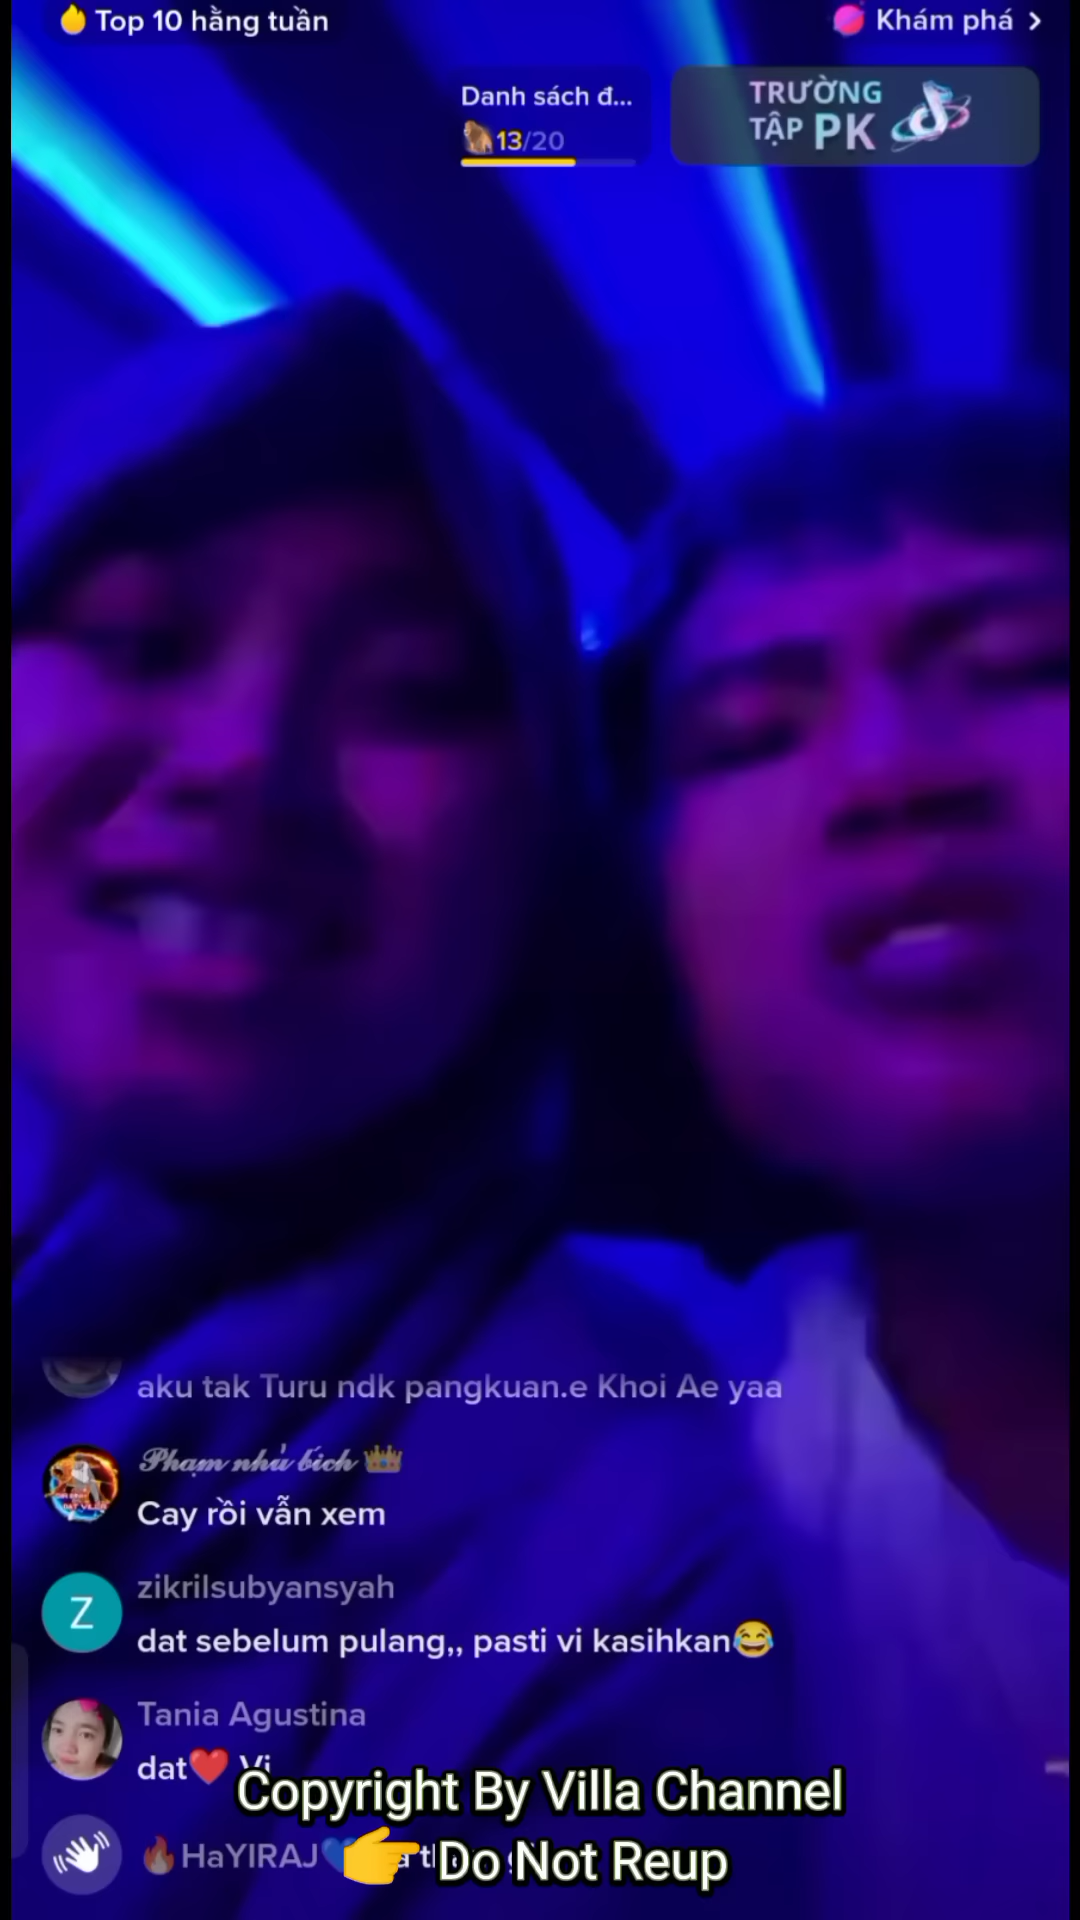 Top 10 hằng tuần
Khám phá
Danh sách đ...
13/20
TRƯỜNG
TẬP PK
aku tak Turu ndk pangkuan.e Khoi Ae yaa
Phạm như bích 👑
Cay rồi vẫn xem
Z
zikrilsubyansyah
dat sebelum pulang,, pasti vi kasihkan😂
Tania Agustina
dat❤️ Vi
Copyright By Villa Channel
🔥HaYIRAJ💙
👉 Do Not Reup